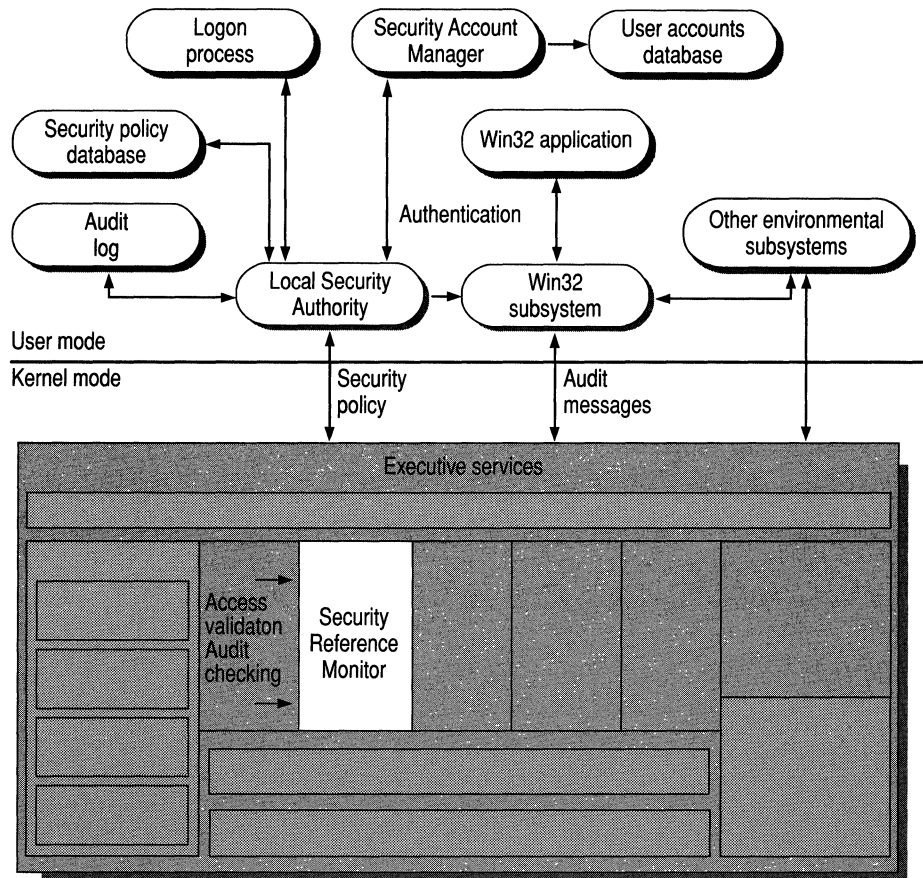 Logon
process
Security Account
Manager
User accounts
database
Security policy
database
Win32 application
Audit
log
Authentication
Other environmental
subsystems
Local Security
Authority
Win32
subsystem
User mode
Kernel mode
Security
policy
Audit
messages
Executive services
Access
validaton
Audit
checking
Security
Reference
Monitor